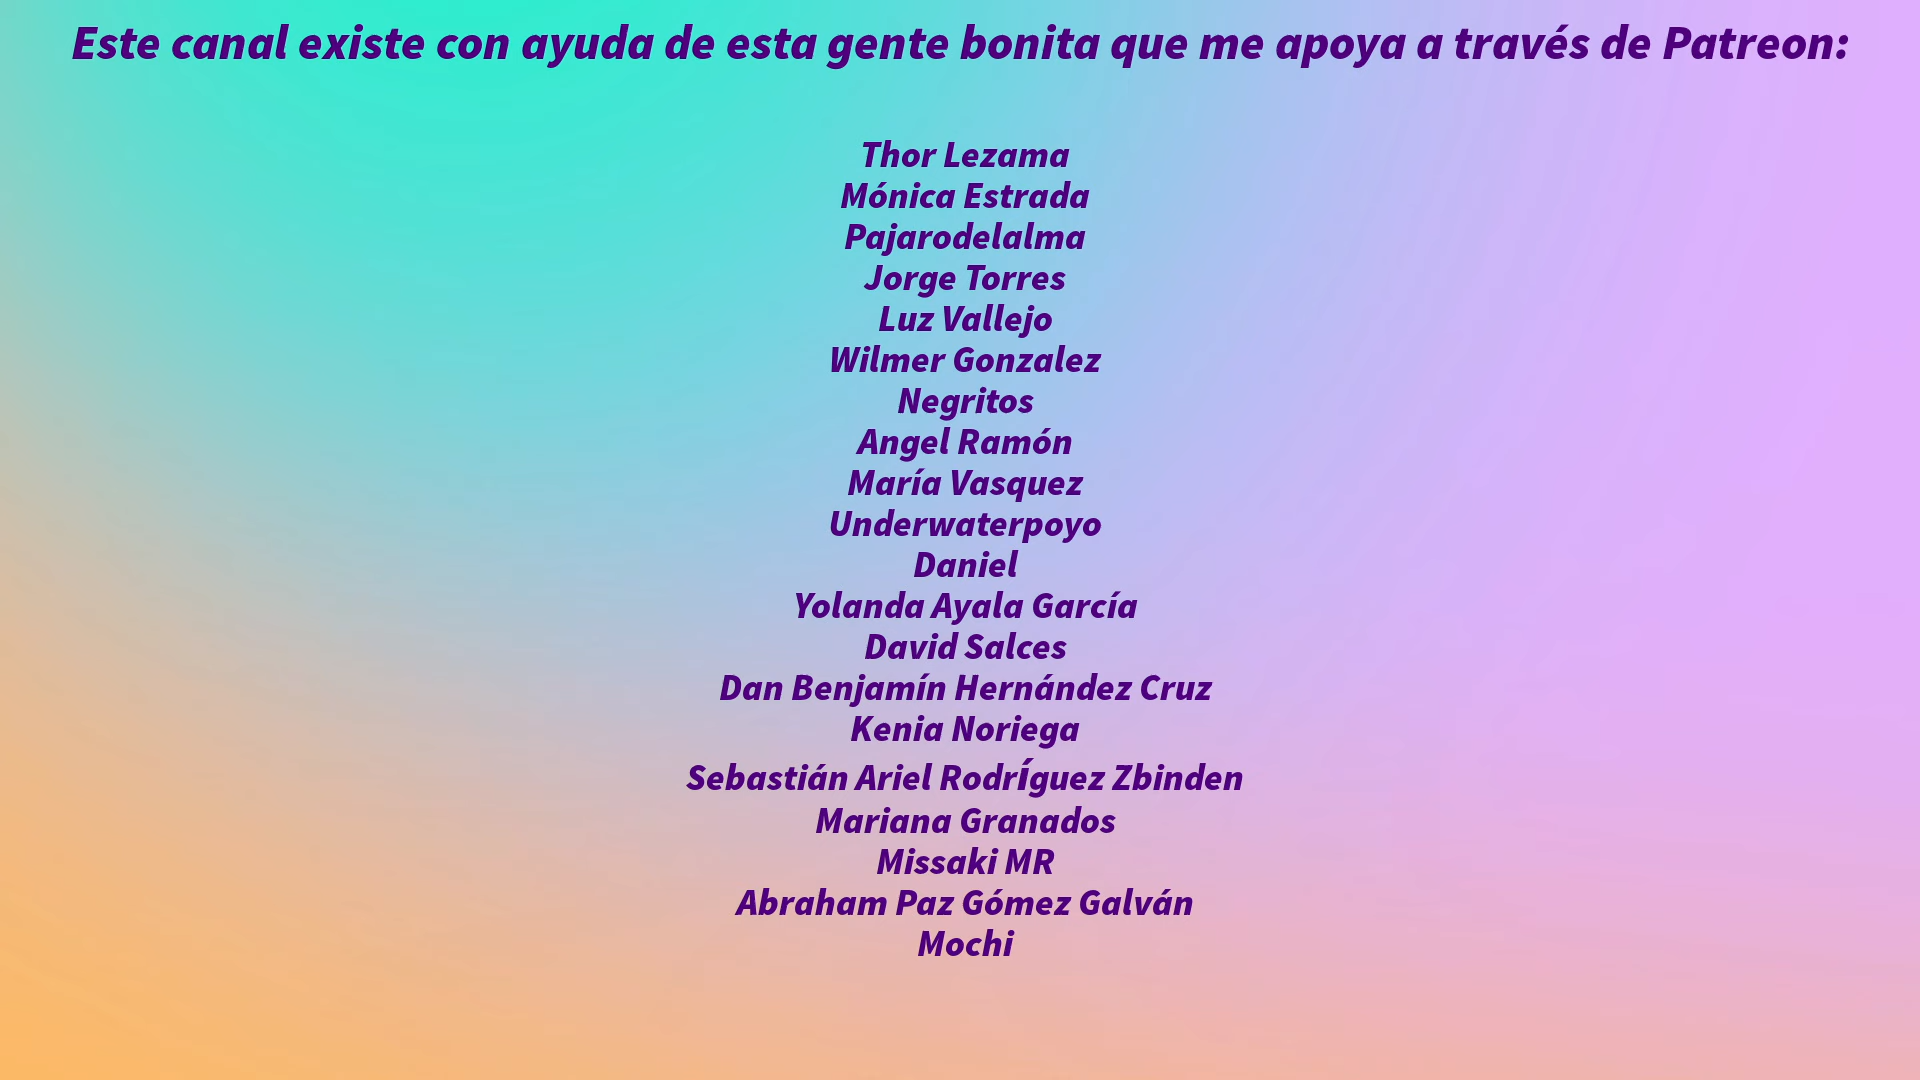 Este canal existe con ayuda de esta gente bonita que me apoya a través de Patreon:
Thor Lezama
Mónica Estrada
Pajarodelalma
Jorge Torres
Luz Vallejo
Wilmer Gonzalez
Negritos
Angel Ramón
María Vasquez
Underwaterpoyo
Daniel
Yolanda Ayala García
David Salces
Dan Benjamín Hernández Cruz
Kenia Noriega
Sebastián Ariel Rodríguez Zbinden
Mariana Granados
Missaki MR
Abraham Paz Gómez Galván
Mochi